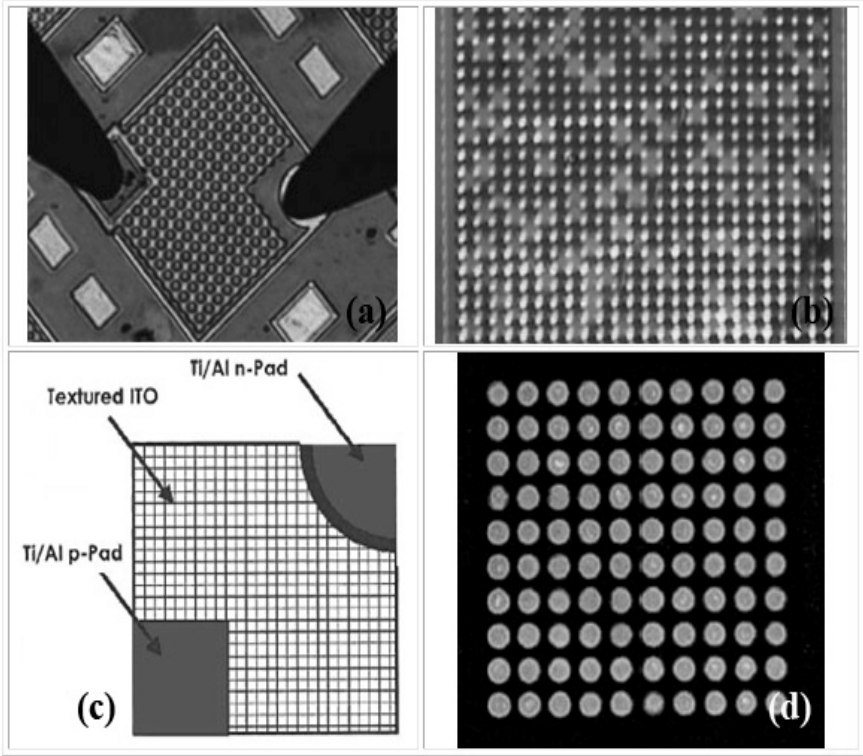 (a)
(b)
Ti/Al n-Pad
Textured ITO
Ti/Al p-Pad
(c)
(d)